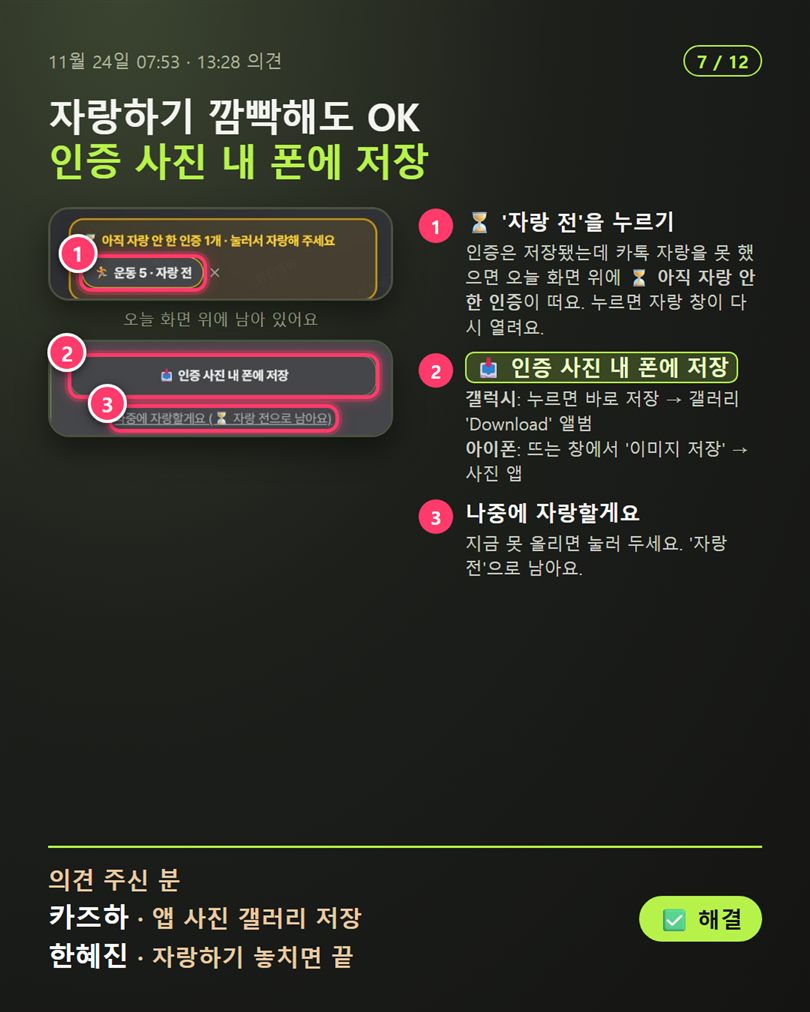 11월 24일 07:53 · 13:28 의견
7 / 12
자랑하기 깜빡해도 OK
인증 사진 내 폰에 저장
⏳ 아직 자랑 안 한 인증 1개 · 눌러서 자랑해 주세요
1
🏃 운동 5 · 자랑 전 ×
오늘 화면 위에 남아 있어요
2
📥 인증 사진 내 폰에 저장
3
나중에 자랑할게요 (⏳ 자랑 전으로 남아요)
1 ⏳ '자랑 전'을 누르기
인증은 저장됐는데 카톡 자랑을 못 했
으면 오늘 화면 위에 ⏳ 아직 자랑 안
한 인증이 떠요. 누르면 자랑 창이 다
시 열려요.
2 📥 인증 사진 내 폰에 저장
갤럭시: 누르면 바로 저장 → 갤러리
'Download' 앨범
아이폰: 뜨는 창에서 '이미지 저장' →
사진 앱
3 나중에 자랑할게요
지금 못 올리면 눌러 두세요. '자랑
전'으로 남아요.
의견 주신 분
카즈하 · 앱 사진 갤러리 저장
한혜진 · 자랑하기 놓치면 끝
✅ 해결